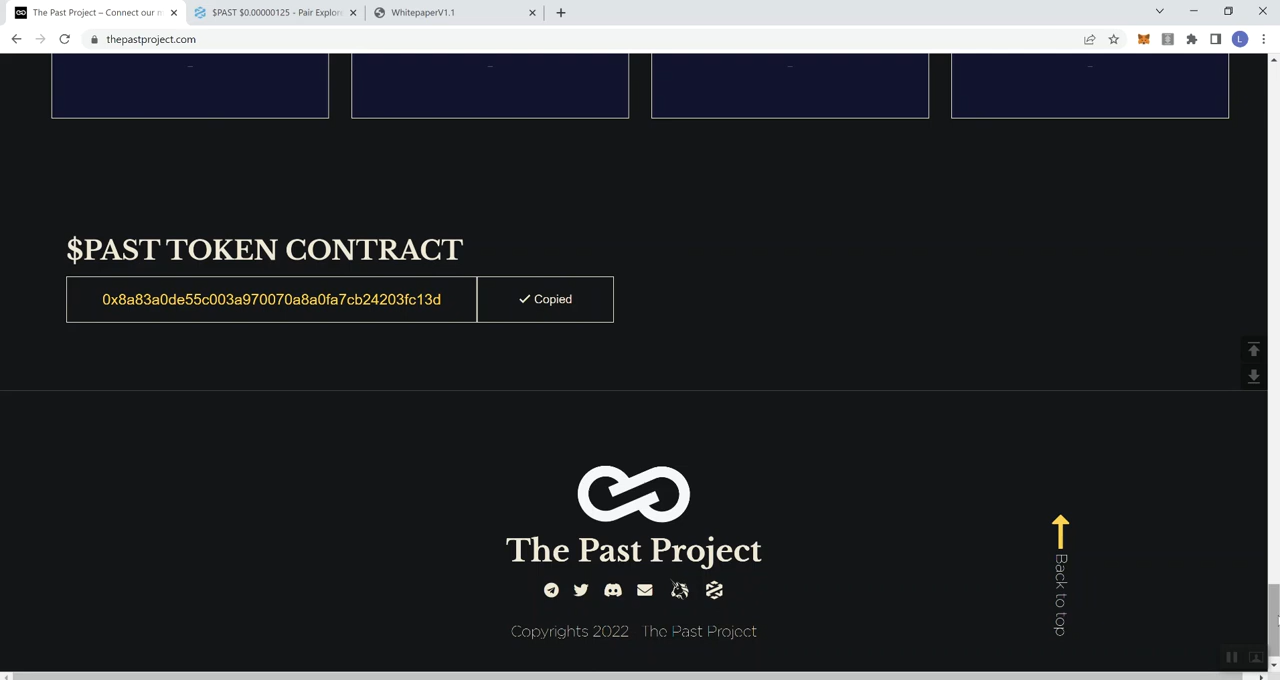 The Past Project – Connect our m
$PAST $0.00000125 - Pair Explor
WhitepaperV1.1
thepastproject.com
L
$PAST TOKEN CONTRACT
0x8a83a0de55c003a970070a8a0fa7cb24203fc13d
Copied
The Past Project
Back to top
Copyrights 2022 The Past Project